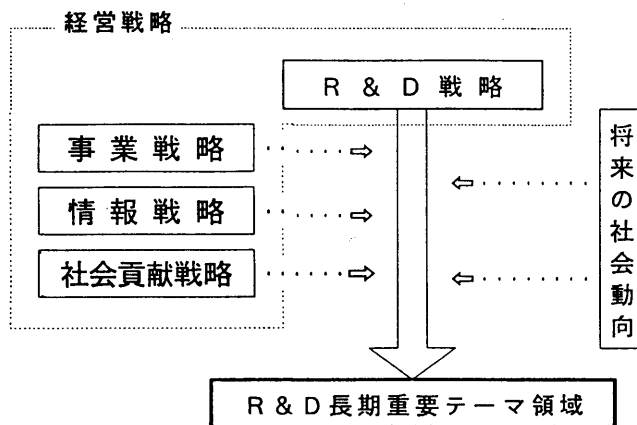 経営戦略
R & D 戦略
事業戦略
情報戦略
社会貢献戦略
将来の社会動向
R & D 長期重要テーマ領域